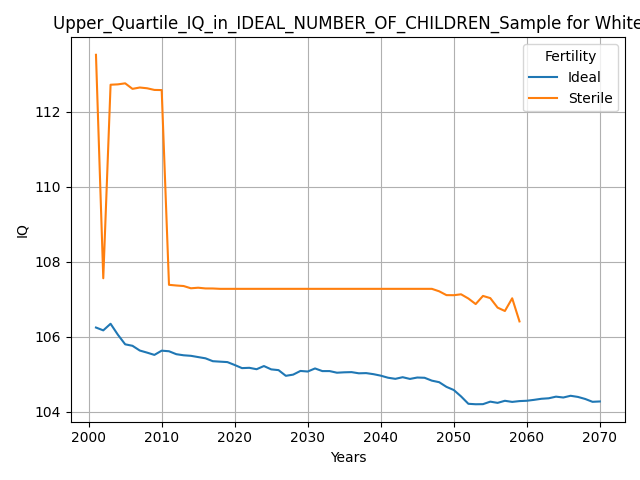 Upper_Quartile_IQ_in_IDEAL_NUMBER_OF_CHILDREN_Sample for White
Fertility
Ideal
Sterile
112
110
108
106
104
IQ
2000 2010 2020 2030 2040 2050 2060 2070
Years